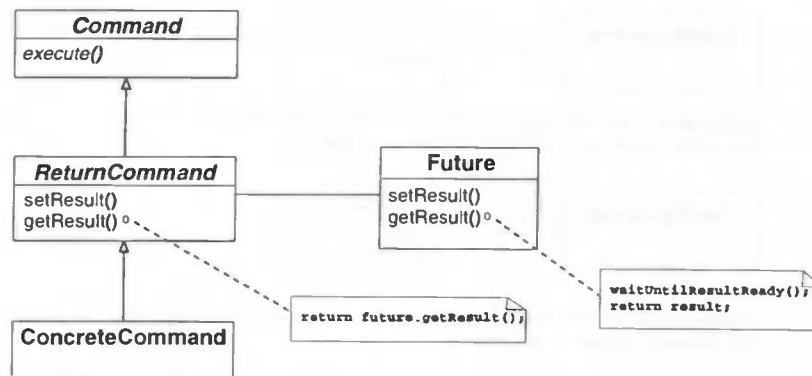 Command
execute()
ReturnCommand
setResult()
getResult()
Future
setResult()
getResult()
waitUntilResultReady();
return result;
return future.getResult();
ConcreteCommand